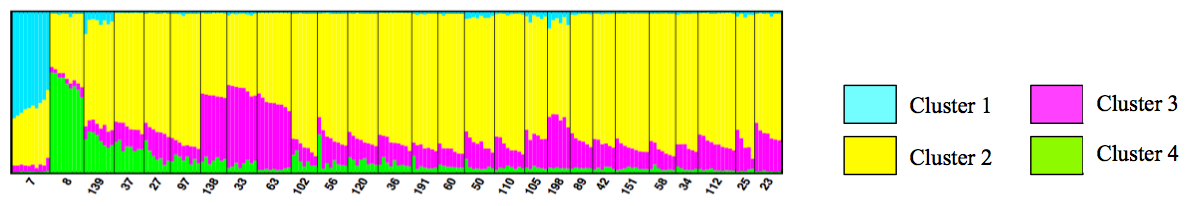 Cluster 1
Cluster 3
Cluster 2
Cluster 4
7 8 139 37 27 97 138 33 63 102 56 120 36 191 60 50 110 105 198 89 42 151 58 34 112 25 23